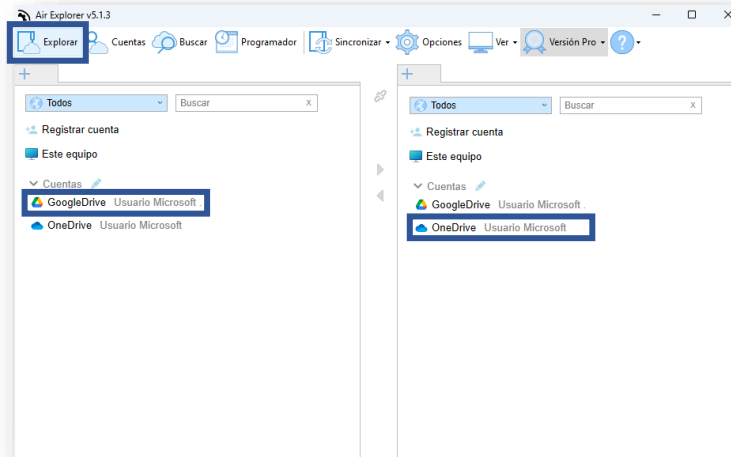 Air Explorer v5.1.3
Explorar Cuentas Buscar Programador Sincronizar Opciones Ver Versión Pro ?
Todos Buscar x
Registrar cuenta
Este equipo
Cuentas
GoogleDrive Usuario Microsoft .
OneDrive Usuario Microsoft
Todos Buscar x
Registrar cuenta
Este equipo
Cuentas
GoogleDrive Usuario Microsoft .
OneDrive Usuario Microsoft